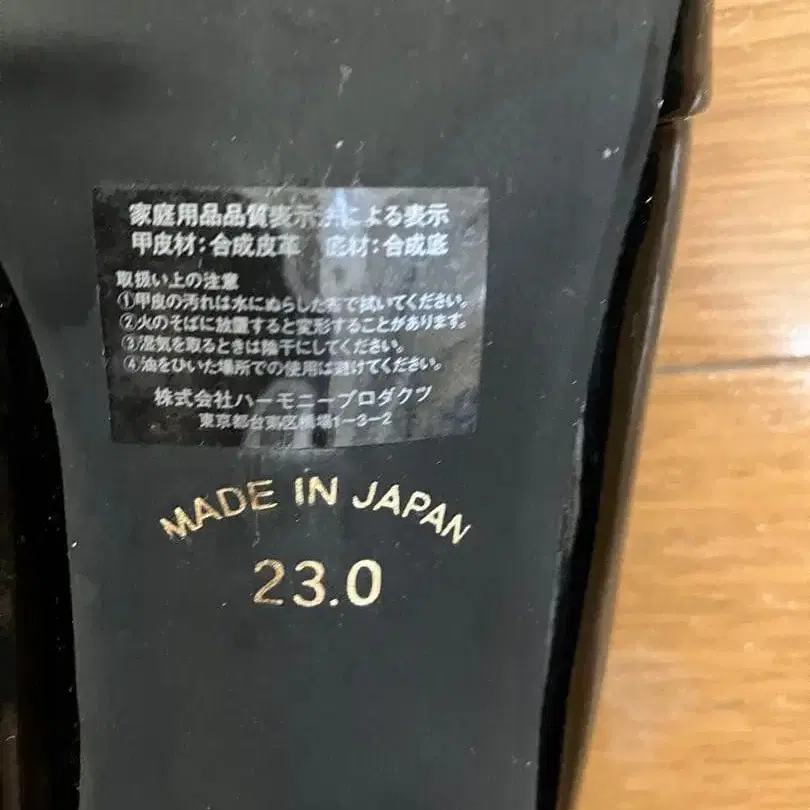 家庭用品品質表示法による表示
甲皮材:合成皮革 底材:合成底
取扱い上の注意
①甲皮の汚れは水にぬらした布で拭いてください。
②火のそばに放置すると変形することがあります。
③湿気を取るときは陰干にしてください。
④油をひいた場所での使用は避けてください。
株式会社ハーモニープロダクツ
東京都台東区橋場1-3-2
MADE IN JAPAN
23.0